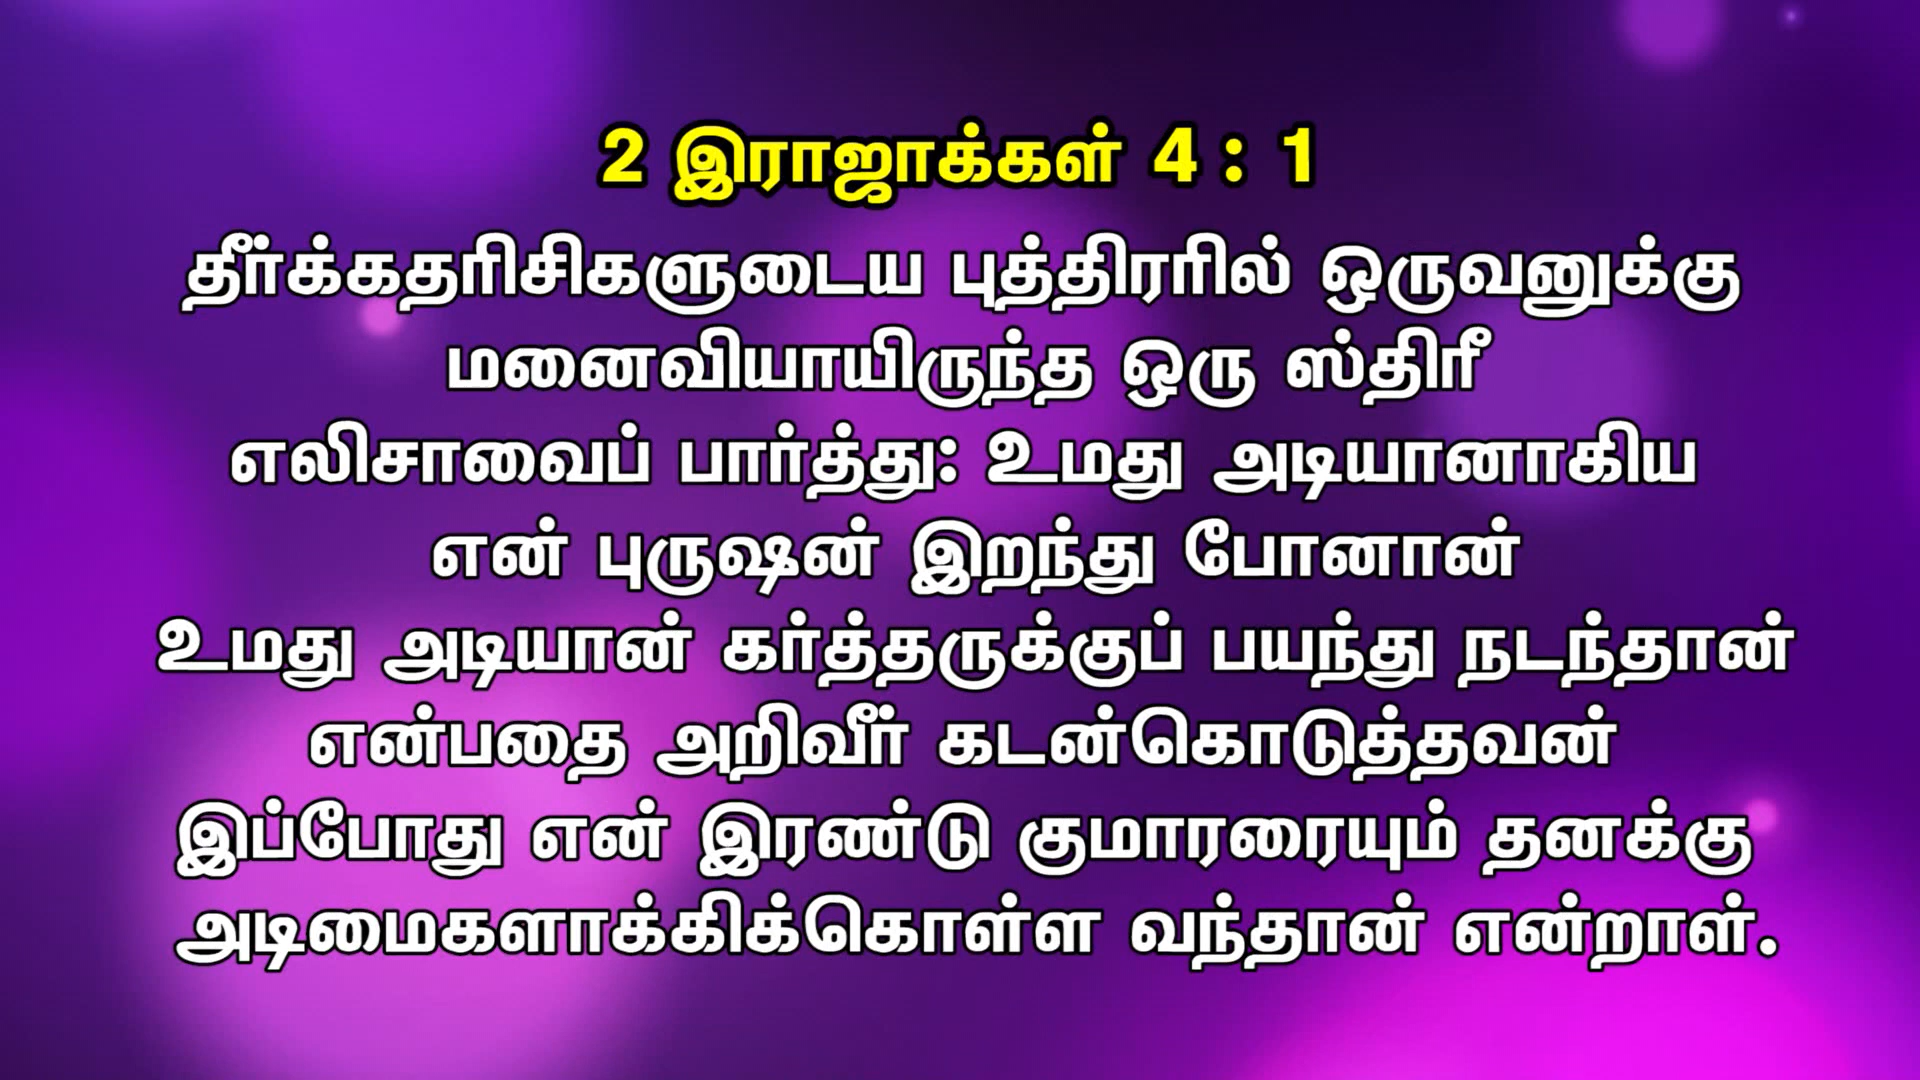 2 இராஜாக்கள் 4 : 1
தீர்க்கதரிசிகளுடைய புத்திரரில் ஒருவனுக்கு
மனைவியாயிருந்த ஒரு ஸ்திரீ
எலிசாவைப் பார்த்து: உமது அடியானாகிய
என் புருஷன் இறந்து போனான்
உமது அடியான் கர்த்தருக்குப் பயந்து நடந்தான்
என்பதை அறிவீர் கடன்கொடுத்தவன்
இப்போது என் இரண்டு குமாரரையும் தனக்கு
அடிமைகளாக்கிக்கொள்ள வந்தான் என்றாள்.